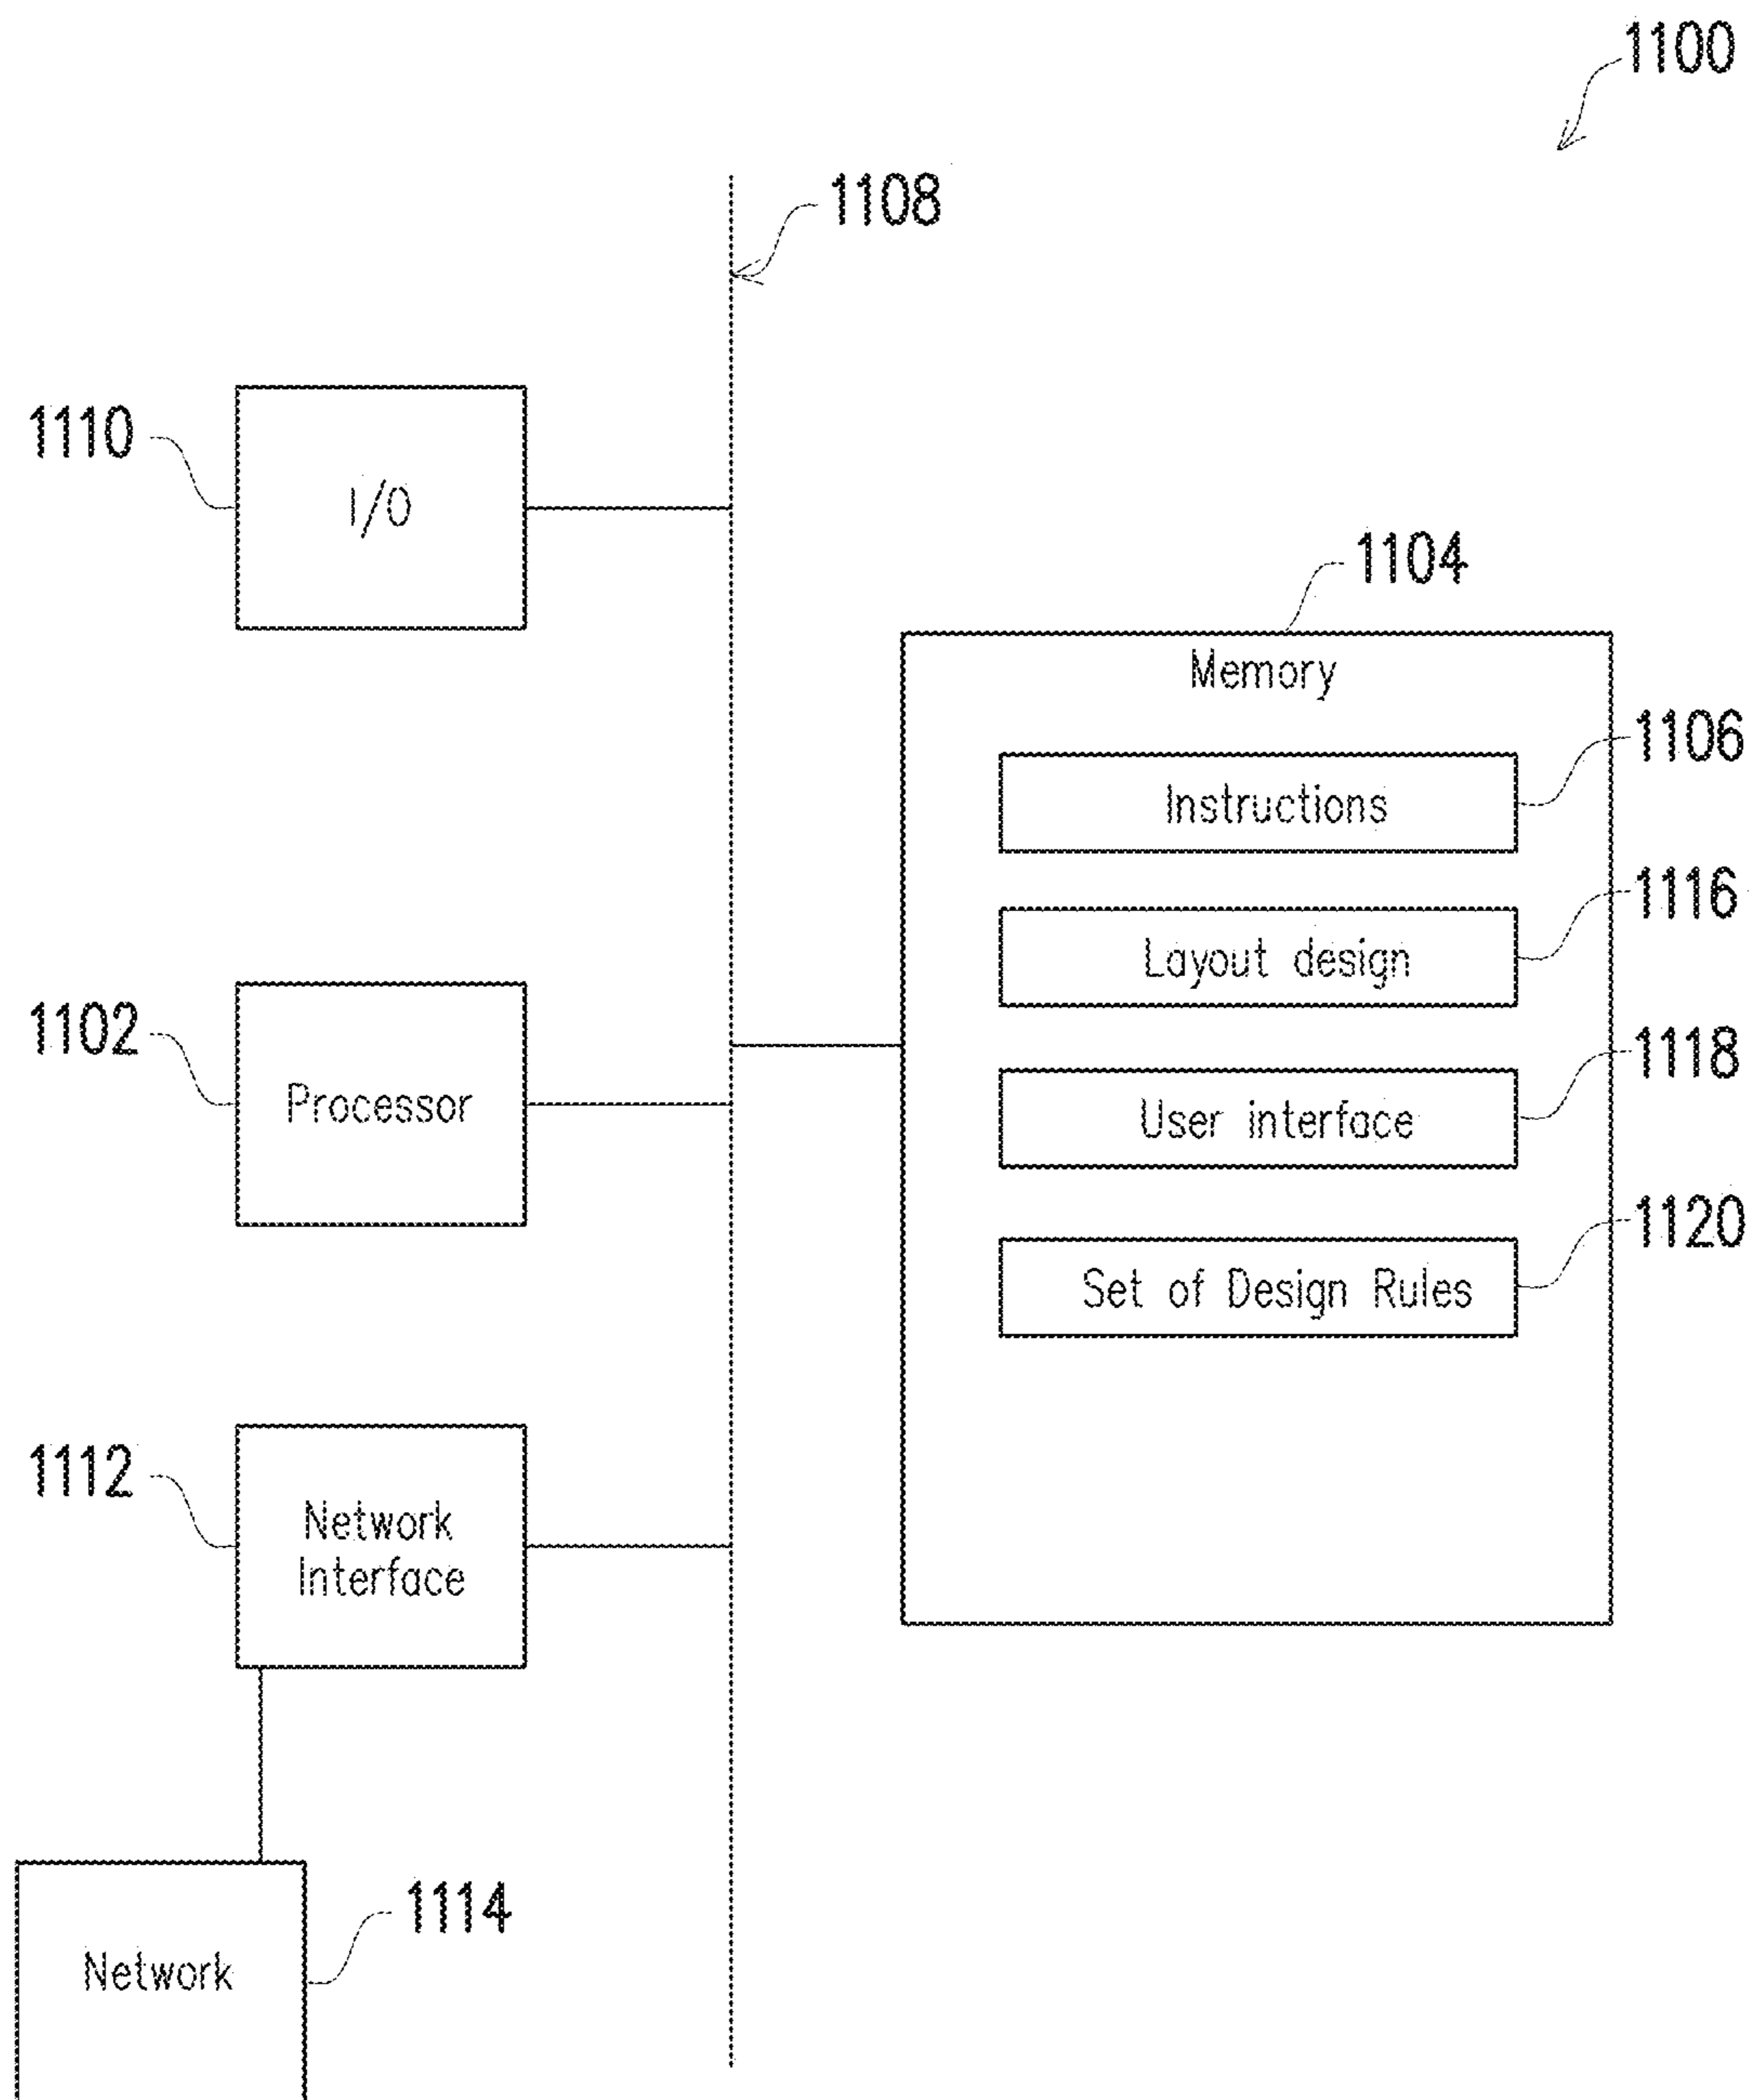 1100
1108
1110
I/O
1104
Memory
1106
Instructions
1116
Layout design
1102
Processor
1118
User interface
1120
Set of Design Rules
1112
Network
Interface
1114
Network